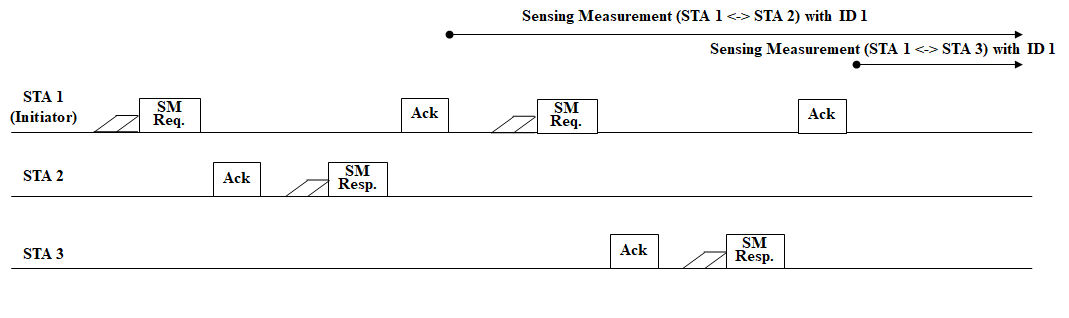 Sensing Measurement (STA 1 <-> STA 2) with ID 1
Sensing Measurement (STA 1 <-> STA 3) with ID 1
STA 1
(Initiator)
SM
Req.
Ack
SM
Req.
Ack
STA 2
Ack
SM
Resp.
STA 3
Ack
SM
Resp.